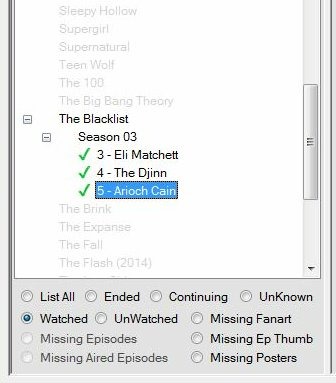 Sleepy Hollow
Supergirl
Supernatural
Teen Wolf
The 100
The Big Bang Theory
The Blacklist
Season 03
3 - Eli Matchett
4 - The Djinn
5 - Arioch Cain
The Brink
The Expanse
The Fall
The Flash (2014)
List All Ended Continuing UnKnown
Watched UnWatched Missing Fanart
Missing Episodes Missing Ep Thumb
Missing Aired Episodes Missing Posters